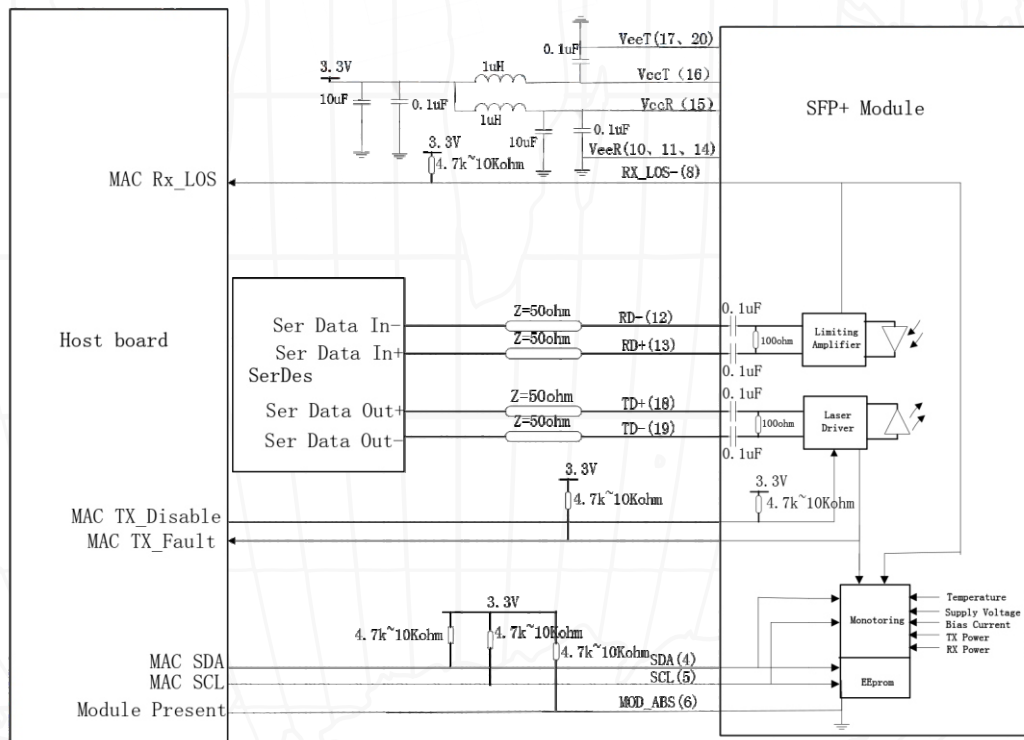 VeeT(17、20)
0.1uF
1uH
3.3V
VccT (16)
10uF
0.1uF
VccR (15)
SFP+ Module
1uH
10uF
0.1uF
3.3V
VeeR(10、11、14)
4.7k~10Kohm
RX_LOS-(8)
MAC Rx_LOS
Z=50ohm
RD-(12)
0.1uF
Ser Data In-
Limiting
Amplifier
100ohm
Host board
Z=50ohm
RD+(13)
Ser Data In+
0.1uF
SerDes
Z=50ohm
TD+(18)
0.1uF
Ser Data Out+
Laser
Driver
100ohm
Z=50ohm
TD-(19)
Ser Data Out-
0.1uF
3.3V
4.7k~10Kohm
3.3V
4.7k~10Kohm
MAC TX_Disable
MAC TX_Fault
3.3V
Temperature
Supply Voltage
Monotoring
Bias Current
TX Power
RX Power
4.7k~10Kohm
4.7k~10Kohm
4.7k~10Kohm
MAC SDA
SDA(4)
MAC SCL
SCL(5)
EEprom
Module Present
MOD_ABS(6)